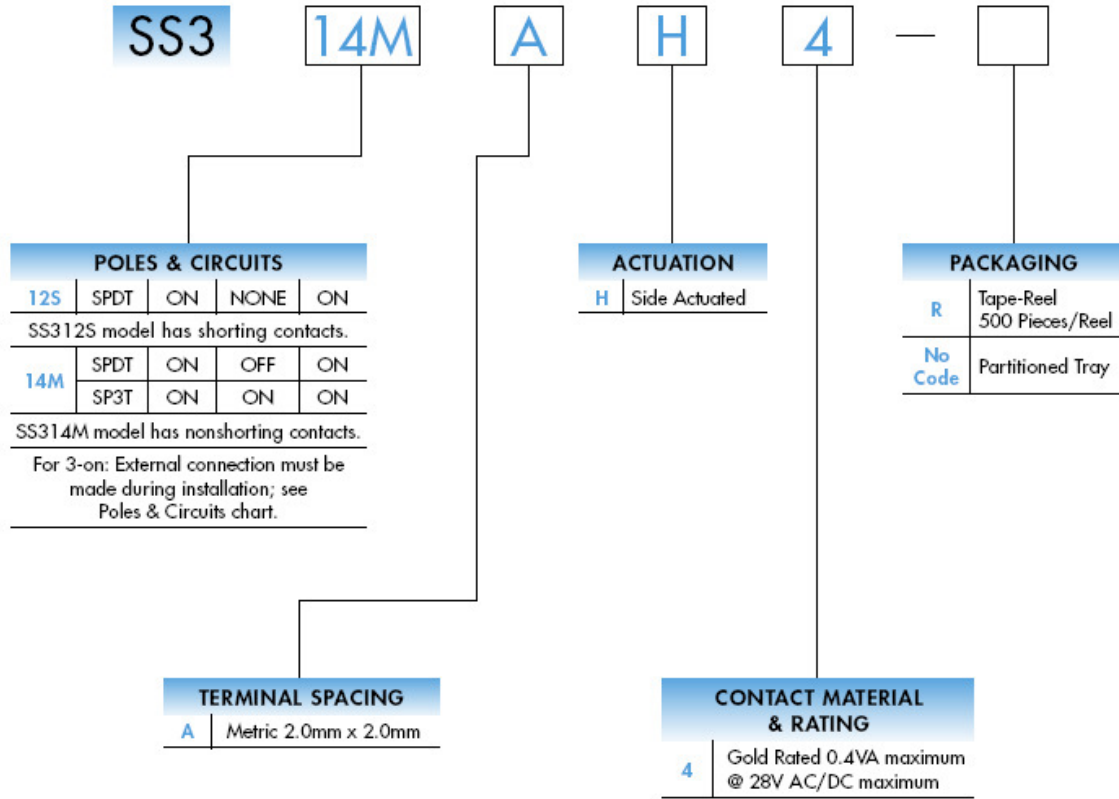 SS3 14M A H 4 —
POLES & CIRCUITS
12S SPDT ON NONE ON
SS312S model has shorting contacts.
14M SPDT ON OFF ON
SP3T ON ON ON
SS314M model has nonshorting contacts.
For 3-on: External connection must be
made during installation; see
Poles & Circuits chart.
ACTUATION
H Side Actuated
PACKAGING
R Tape-Reel
500 Pieces/Reel
No
Code Partitioned Tray
TERMINAL SPACING
A Metric 2.0mm x 2.0mm
CONTACT MATERIAL
& RATING
4 Gold Rated 0.4VA maximum
@ 28V AC/DC maximum